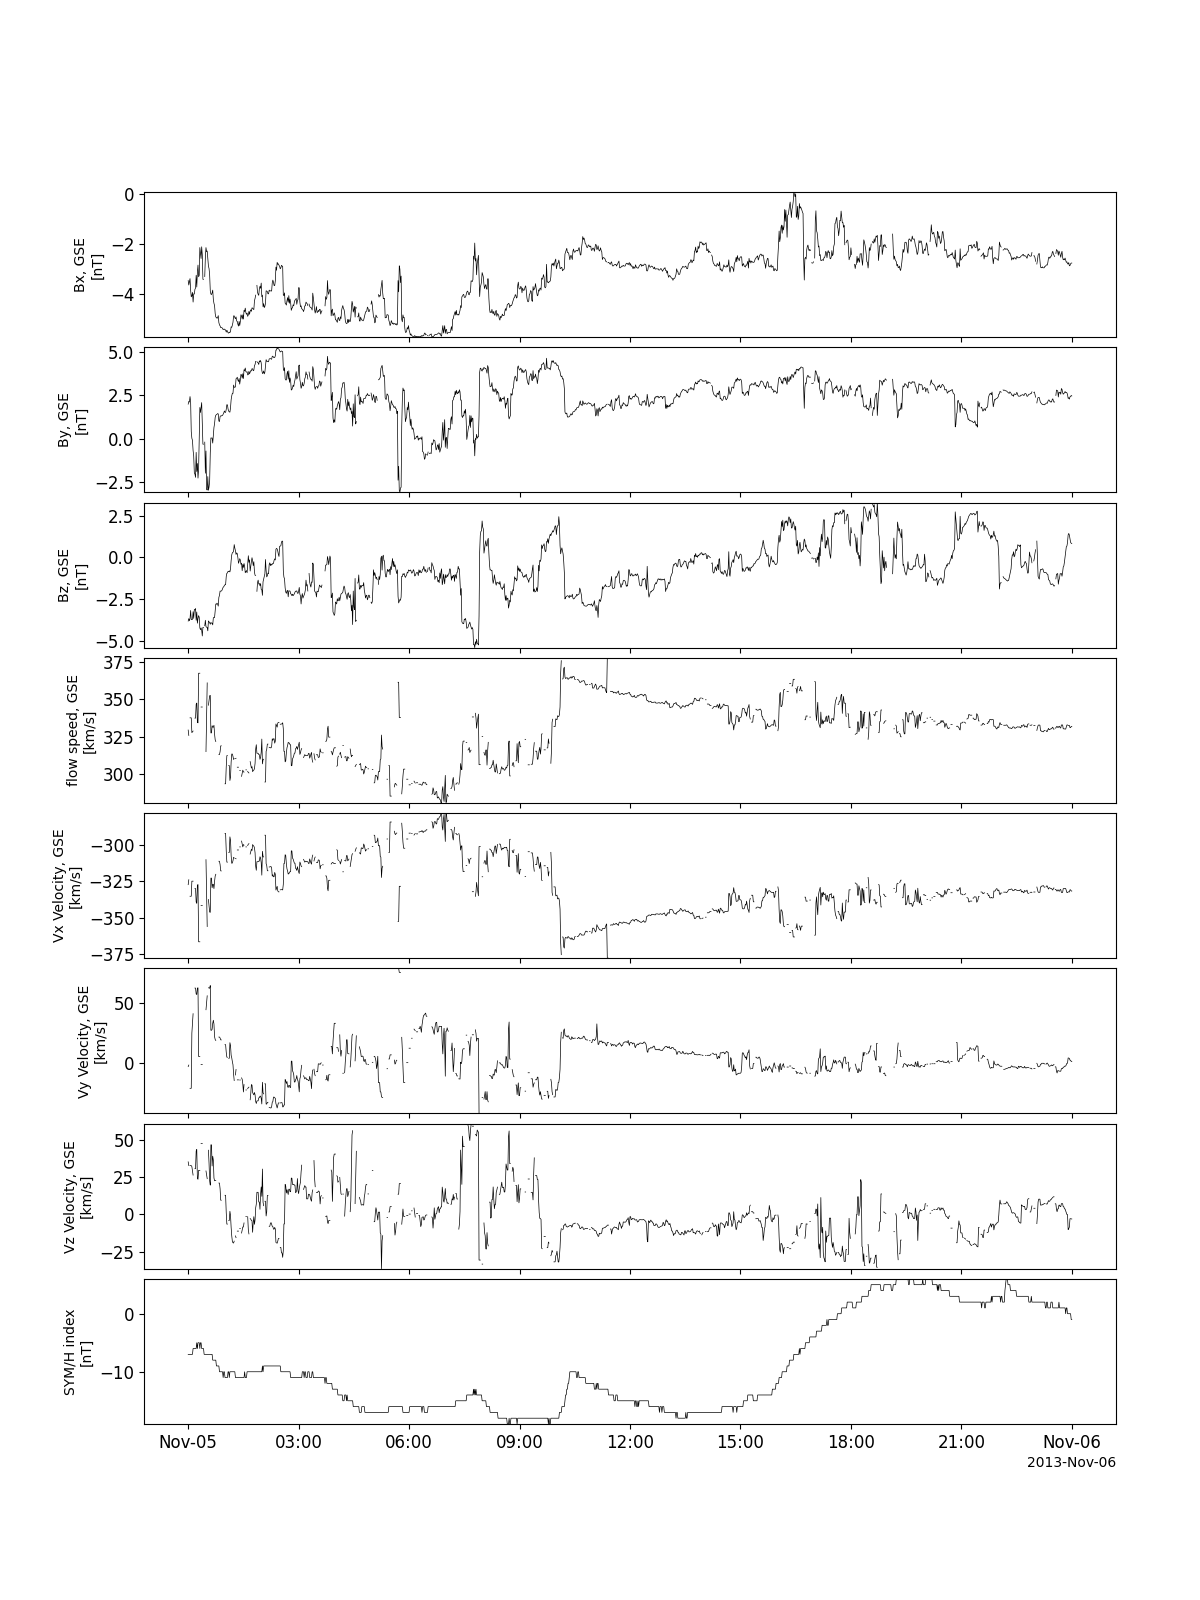 0
−2
−4
Bx, GSE
[nT]
5.0
2.5
0.0
−2.5
By, GSE
[nT]
2.5
0.0
−2.5
−5.0
Bz, GSE
[nT]
375
350
325
300
flow speed, GSE
[km/s]
−300
−325
−350
−375
Vx Velocity, GSE
[km/s]
50
0
Vy Velocity, GSE
[km/s]
50
25
0
−25
Vz Velocity, GSE
[km/s]
0
−10
SYM/H index
[nT]
Nov-05 03:00 06:00 09:00 12:00 15:00 18:00 21:00 Nov-06
2013-Nov-06